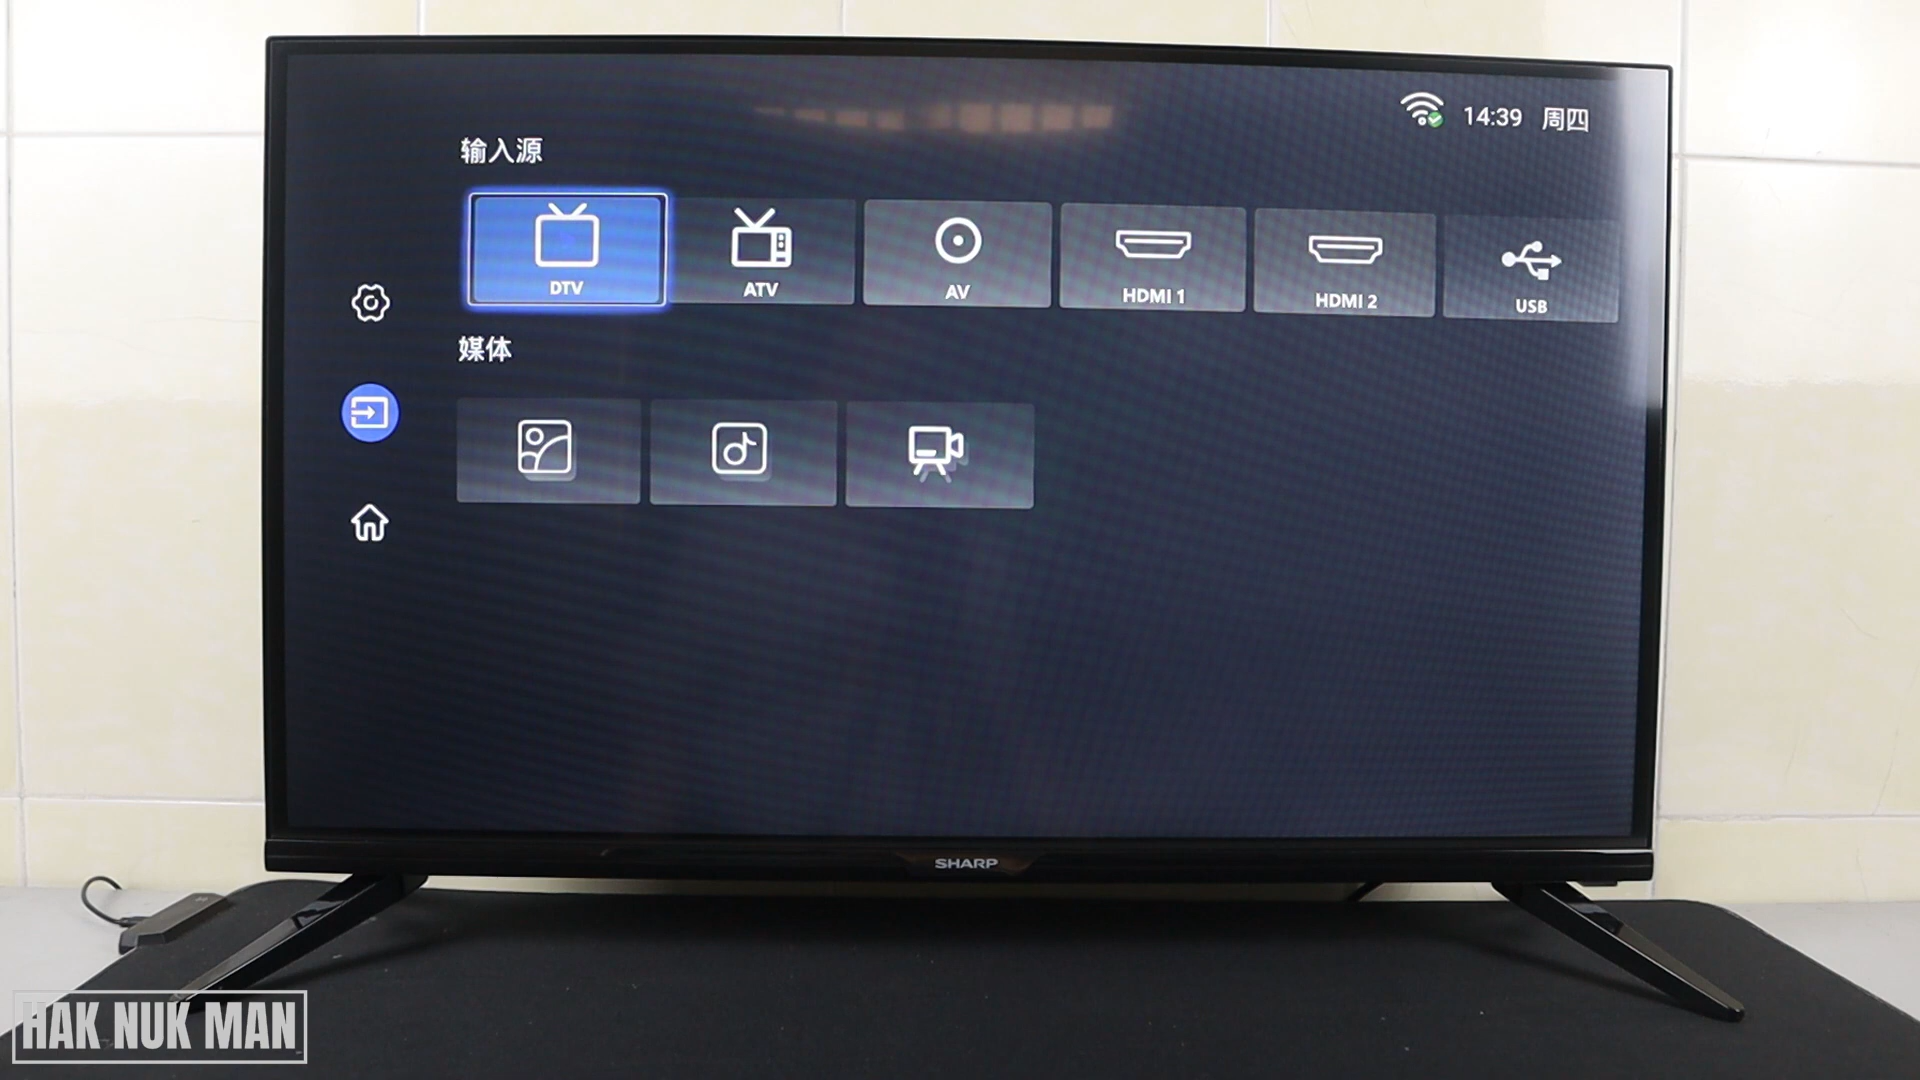 14:39 周四
输入源
DTV ATV AV HDMI 1 HDMI 2 USB
媒体
SHARP
HAK NUK MAN